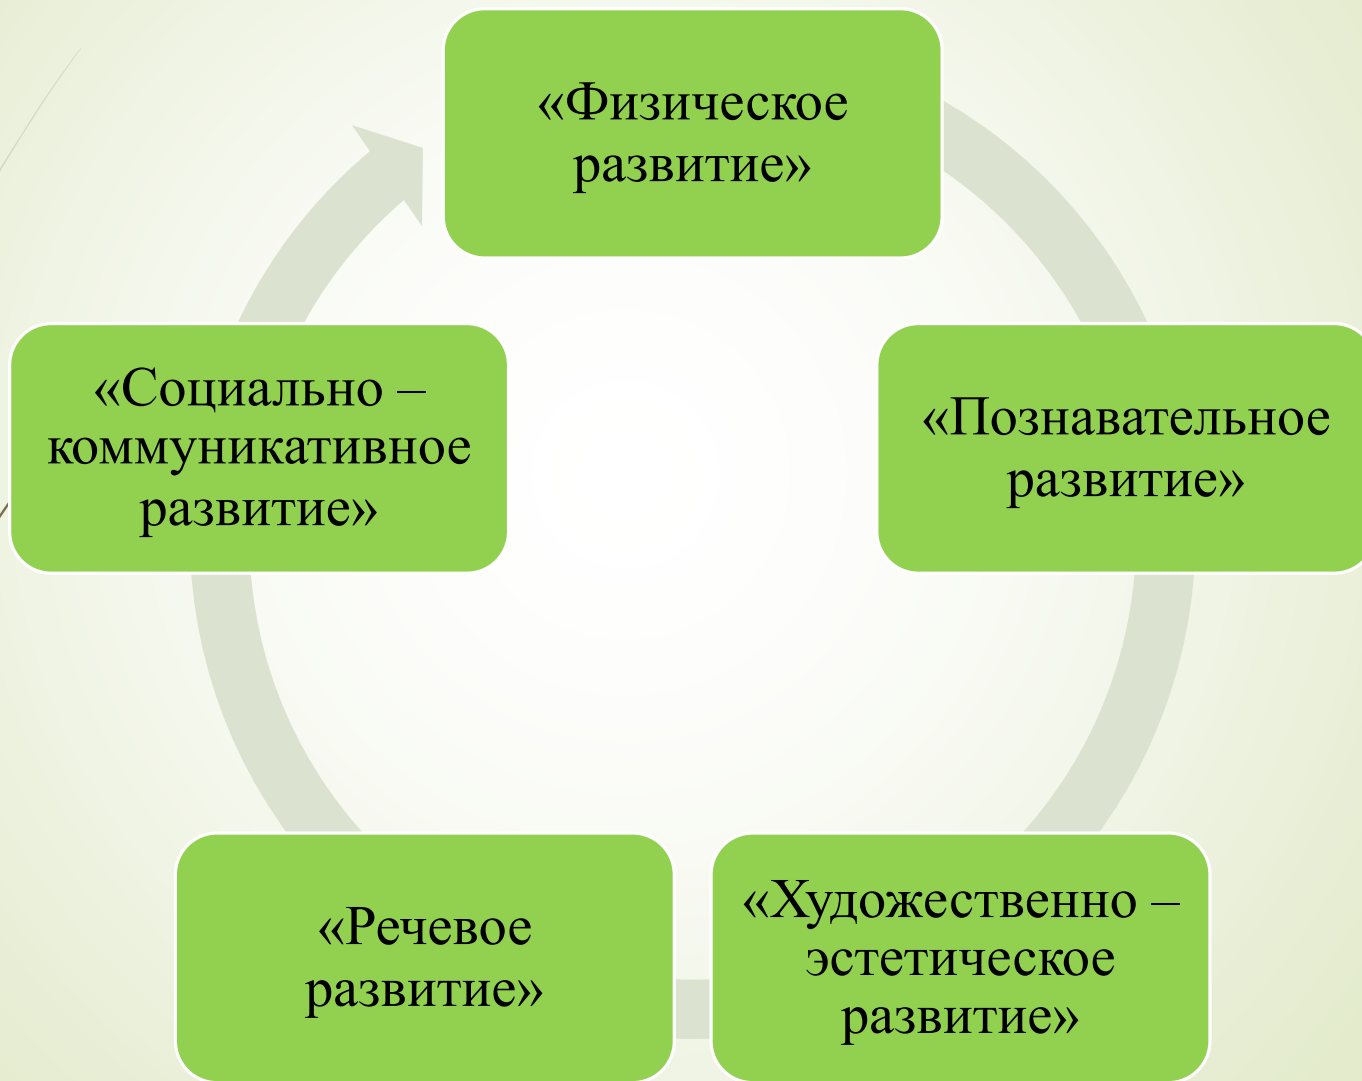 «Физическое
развитие»
«Познавательное
развитие»
«Художественно –
эстетическое
развитие»
«Речевое
развитие»
«Социально –
коммуникативное
развитие»